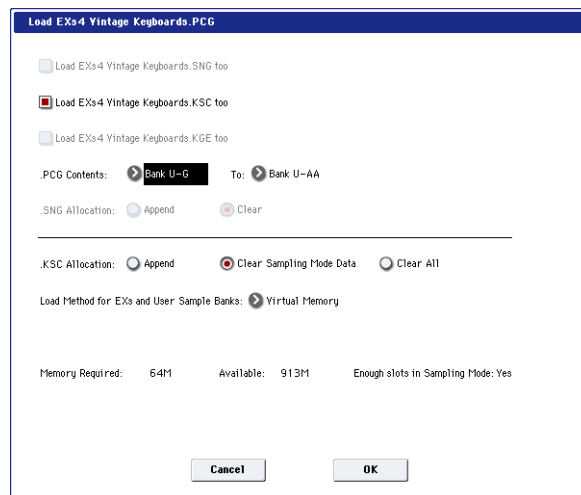 Load EXs4 Vintage Keyboards.PCG
Load EXs4 Vintage Keyboards.SNG too
Load EXs4 Vintage Keyboards.KSC too
Load EXs4 Vintage Keyboards.KGE too
.PCG Contents: Bank U-G To: Bank U-AA
.SNG Allocation: Append Clear
.KSC Allocation: Append Clear Sampling Mode Data Clear All
Load Method for EXs and User Sample Banks: Virtual Memory
Memory Required: 64M Available: 913M Enough slots in Sampling Mode: Yes
Cancel OK